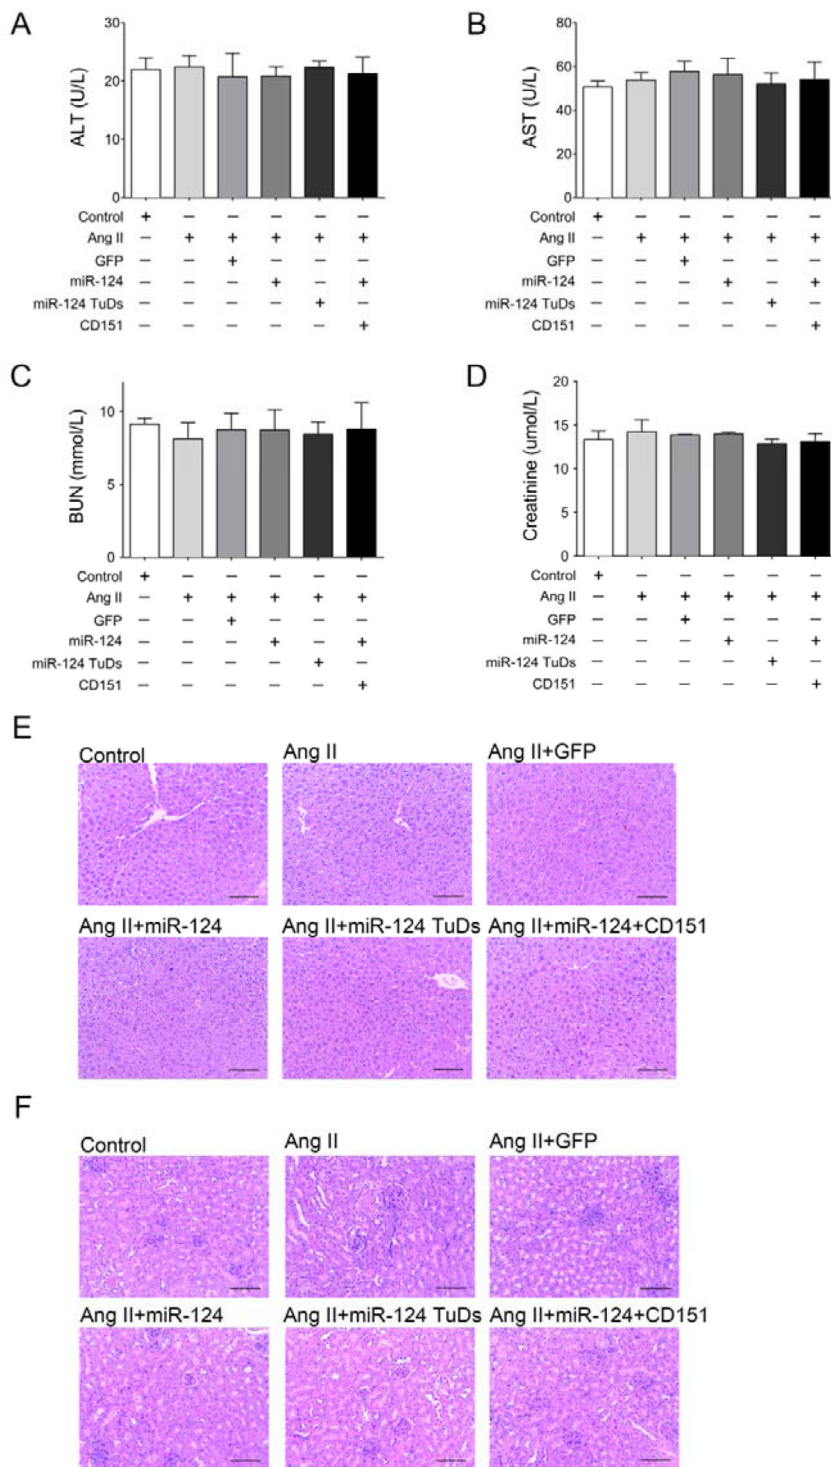 A
ALT (U/L)
30
20
10
0
Control + − − − − −
Ang II − + + + + +
GFP − − + − − −
miR-124 − − − + − +
miR-124 TuDs − − − − + −
CD151 − − − − − +
B
AST (U/L)
80
60
40
20
0
Control + − − − − −
Ang II − + + + + +
GFP − − + − − −
miR-124 − − − + − +
miR-124 TuDs − − − − + −
CD151 − − − − − +
C
BUN (mmol/L)
10
5
0
Control + − − − − −
Ang II − + + + + +
GFP − − + − − −
miR-124 − − − + − +
miR-124 TuDs − − − − + −
CD151 − − − − − +
D
Creatinine (umol/L)
20
15
10
5
0
Control + − − − − −
Ang II − + + + + +
GFP − − + − − −
miR-124 − − − + − +
miR-124 TuDs − − − − + −
CD151 − − − − − +
E
Control
Ang II
Ang II+GFP
Ang II+miR-124
Ang II+miR-124 TuDs
Ang II+miR-124+CD151
F
Control
Ang II
Ang II+GFP
Ang II+miR-124
Ang II+miR-124 TuDs
Ang II+miR-124+CD151